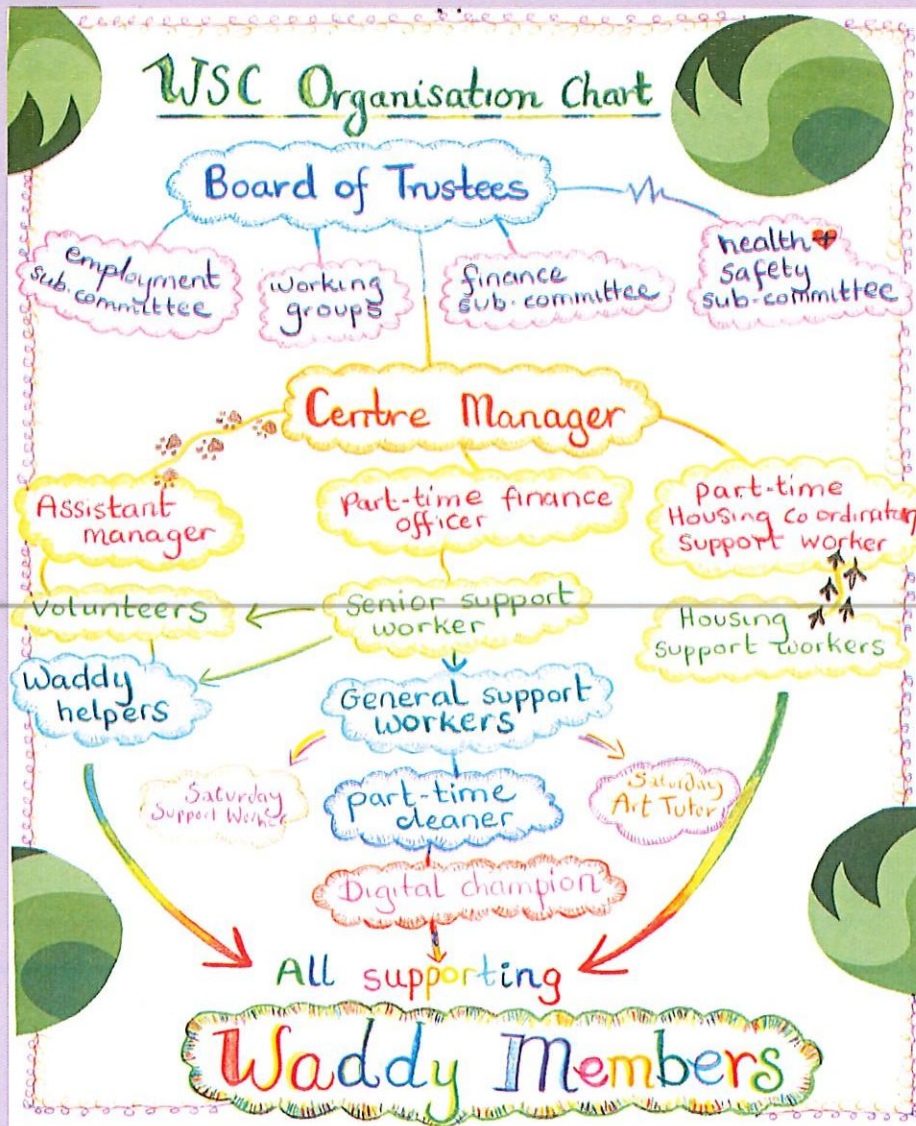 WSC Organisation Chart
Board of Trustees
employment
sub-committee
working
groups
finance
sub-committee
health +
safety
sub-committee
Centre Manager
Assistant
manager
Part-time finance
officer
part-time
Housing Co ordinator
Support worker
Volunteers
Senior support
worker
Housing
support workers
Waddy
helpers
General support
workers
Saturday
Support Worker
part-time
cleaner
Saturday
Art Tutor
Digital champion
All supporting
Waddy Members